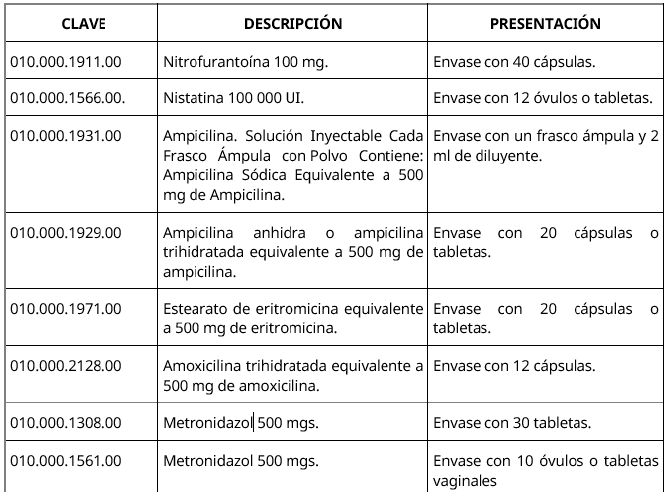 CLAVE DESCRIPCIÓN PRESENTACIÓN
010.000.1911.00 Nitrofurantoína 100 mg. Envase con 40 cápsulas.
010.000.1566.00. Nistatina 100 000 UI. Envase con 12 óvulos o tabletas.
010.000.1931.00 Ampicilina. Solución Inyectable Cada Envase con un frasco ámpula y 2
Frasco Ámpula con Polvo Contiene: ml de diluyente.
Ampicilina Sódica Equivalente a 500
mg de Ampicilina.
010.000.1929.00 Ampicilina anhidra o ampicilina Envase con 20 cápsulas o
trihidratada equivalente a 500 mg de tabletas.
ampicilina.
010.000.1971.00 Estearato de eritromicina equivalente Envase con 20 cápsulas o
a 500 mg de eritromicina. tabletas.
010.000.2128.00 Amoxicilina trihidratada equivalente a Envase con 12 cápsulas.
500 mg de amoxicilina.
010.000.1308.00 Metronidazol 500 mgs. Envase con 30 tabletas.
010.000.1561.00 Metronidazol 500 mgs. Envase con 10 óvulos o tabletas
vaginales